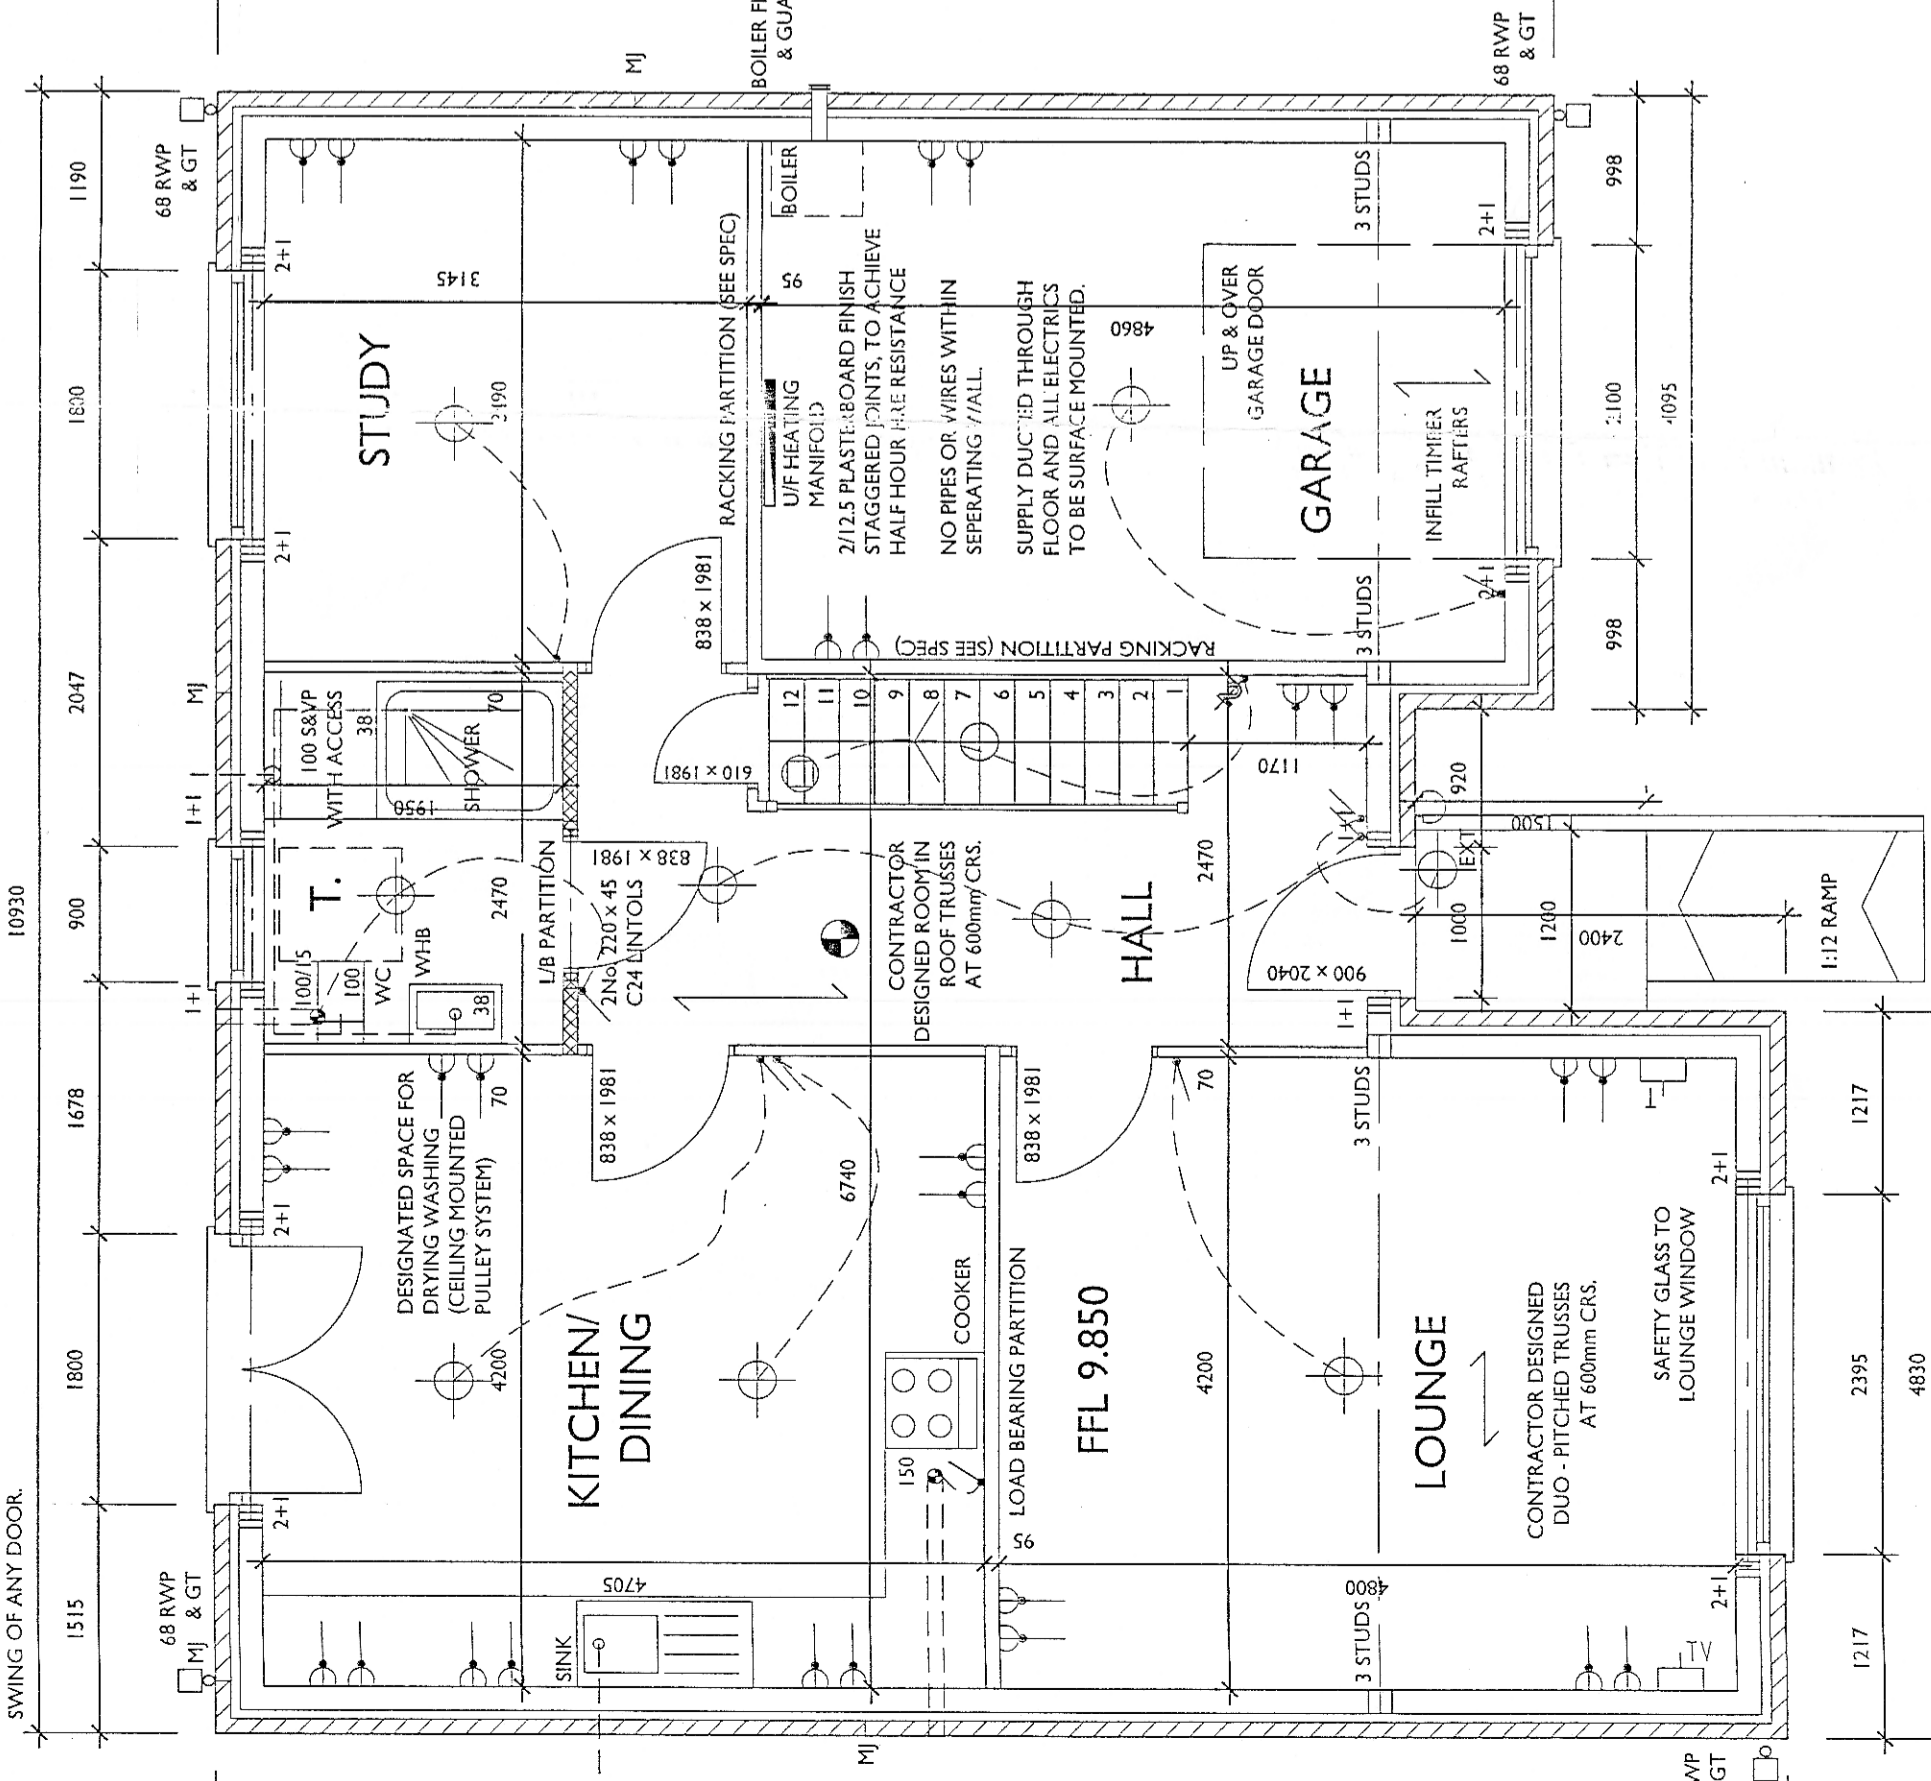 SWING OF ANY DOOR.
10930
1515
1800
1678
900
2047
1800
1190
68 RWP
& GT
MJ
2+1
2+1
1+1
1+1
MJ
2+1
2+1
68 RWP
& GT
MJ
BOILER
& GT
68 RWP
& GT
DESIGNATED SPACE FOR
DRYING WASHING
(CEILING MOUNTED
PULLEY SYSTEM)
70
4200
KITCHEN/
DINING
SINK
4705
6740
838 x 1981
COOKER
150
MJ
100/15
100
WC
WHB
38
T.
2470
100 S&VP
WITH ACCESS
38
1950
SHOWER
70
L/B PARTITION
2No. 220 x 45
C24 LINTOLS
838 x 1981
STUDY
3145
838 x 1981
RACKING PARTITION (SEE SPEC)
95
BOILER
U/F HEATING
MANIFOLD
2/12.5 PLASTERBOARD FINISH
STAGGERED JOINTS, TO ACHIEVE
HALF HOUR FIRE RESISTANCE
NO PIPES OR WIRES WITHIN
SEPERATING WALL.
SUPPLY DUCTED THROUGH
FLOOR AND ALL ELECTRICS
TO BE SURFACE MOUNTED.
4860
UP & OVER
GARAGE DOOR
GARAGE
INFILL TIMBER
RAFTERS
RACKING PARTITION (SEE SPEC)
3 STUDS
3 STUDS
2+1
2+1
610 x 1981
12
11
10
9
8
7
6
5
4
3
2
1
1170
CONTRACTOR
DESIGNED ROOM IN
ROOF TRUSSES
AT 600mm CRS.
HALL
2470
900 x 2040
1+1
1+1
EXT
920
1500
1000
1200
2400
1:12 RAMP
LOAD BEARING PARTITION
95
838 x 1981
70
FFL 9.850
4200
LOUNGE
4800
3 STUDS
3 STUDS
CONTRACTOR DESIGNED
DUO - PITCHED TRUSSES
AT 600mm CRS.
SAFETY GLASS TO
LOUNGE WINDOW
TV
T
2+1
2+1
1217
2395
1217
4830
998
2100
998
4095
GT